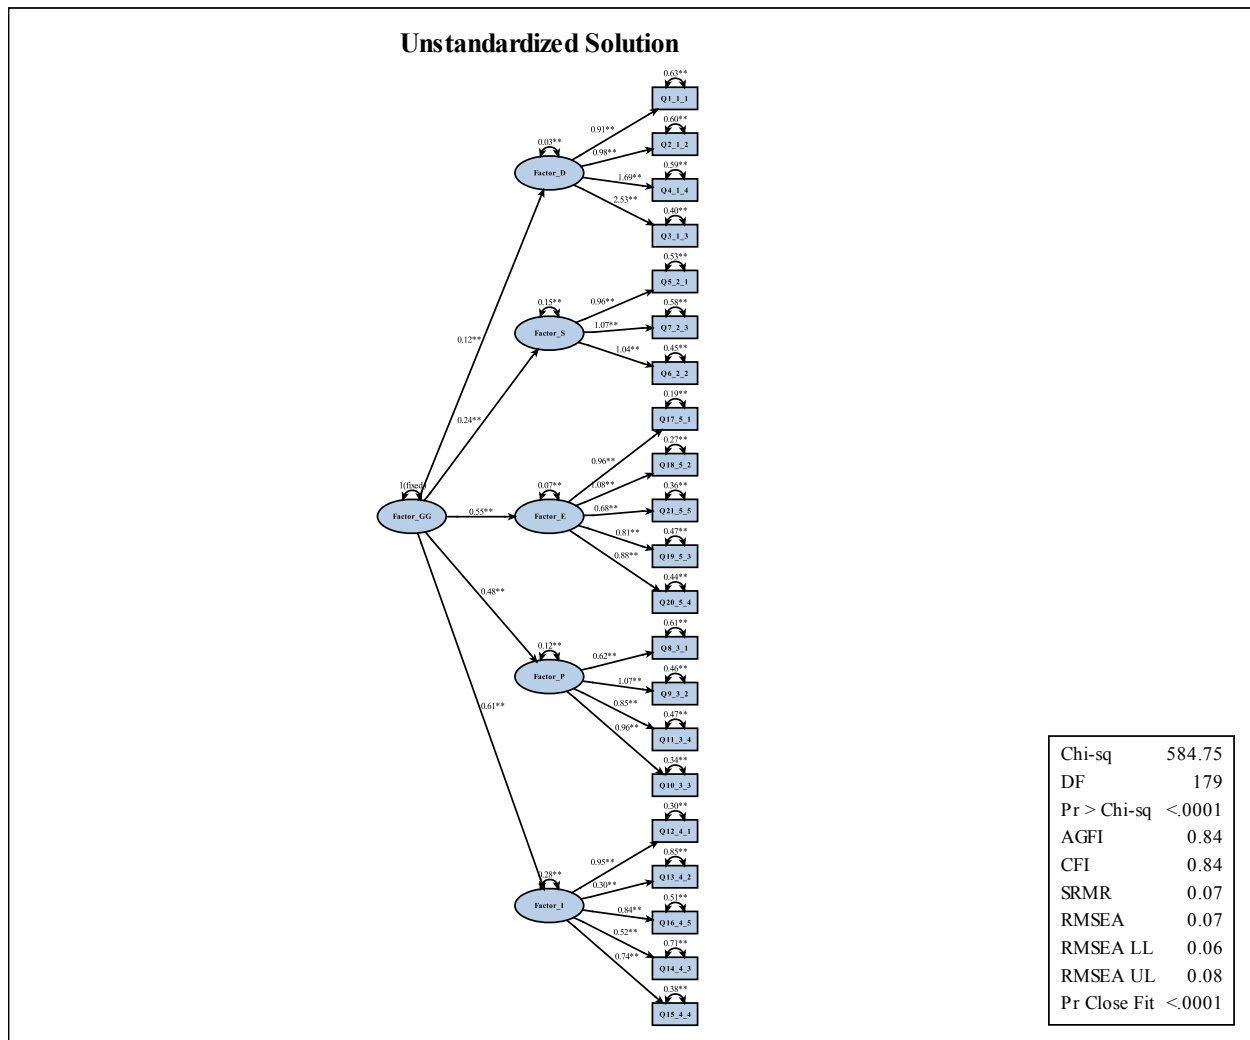 Unstandardized Solution
0.63**
Q1_1_1
0.60**
0.91**
Q2_1_2
0.03**
0.98**
0.59**
Factor_D
1.69**
Q4_1_4
2.53**
0.40**
Q3_1_3
0.53**
Q5_2_1
0.15**
0.96**
0.58**
Factor_S
1.07**
Q7_2_3
0.12**
1.04**
0.45**
Q6_2_2
0.19**
Q17_5_1
0.24**
0.27**
0.96**
Q18_5_2
1(fixed)
0.07**
1.08**
0.36**
Factor_GG
0.55**
Factor_E
0.68**
Q21_5_5
0.81**
0.47**
Q19_5_3
0.88**
0.44**
Q20_5_4
0.48**
0.61**
Q8_3_1
0.12**
0.62**
0.46**
Factor_P
1.07**
Q9_3_2
0.61**
0.85**
0.47**
Q11_3_4
0.96**
0.34**
Q10_3_3
0.30**
Q12_4_1
0.95**
0.85**
0.28**
0.30**
Q13_4_2
Factor_I
0.84**
0.51**
Q16_4_5
0.52**
0.71**
0.74**
Q14_4_3
0.38**
Q15_4_4
Chi-sq 584.75
DF 179
Pr > Chi-sq <.0001
AGFI 0.84
CFI 0.84
SRMR 0.07
RMSEA 0.07
RMSEA LL 0.06
RMSEA UL 0.08
Pr Close Fit <.0001